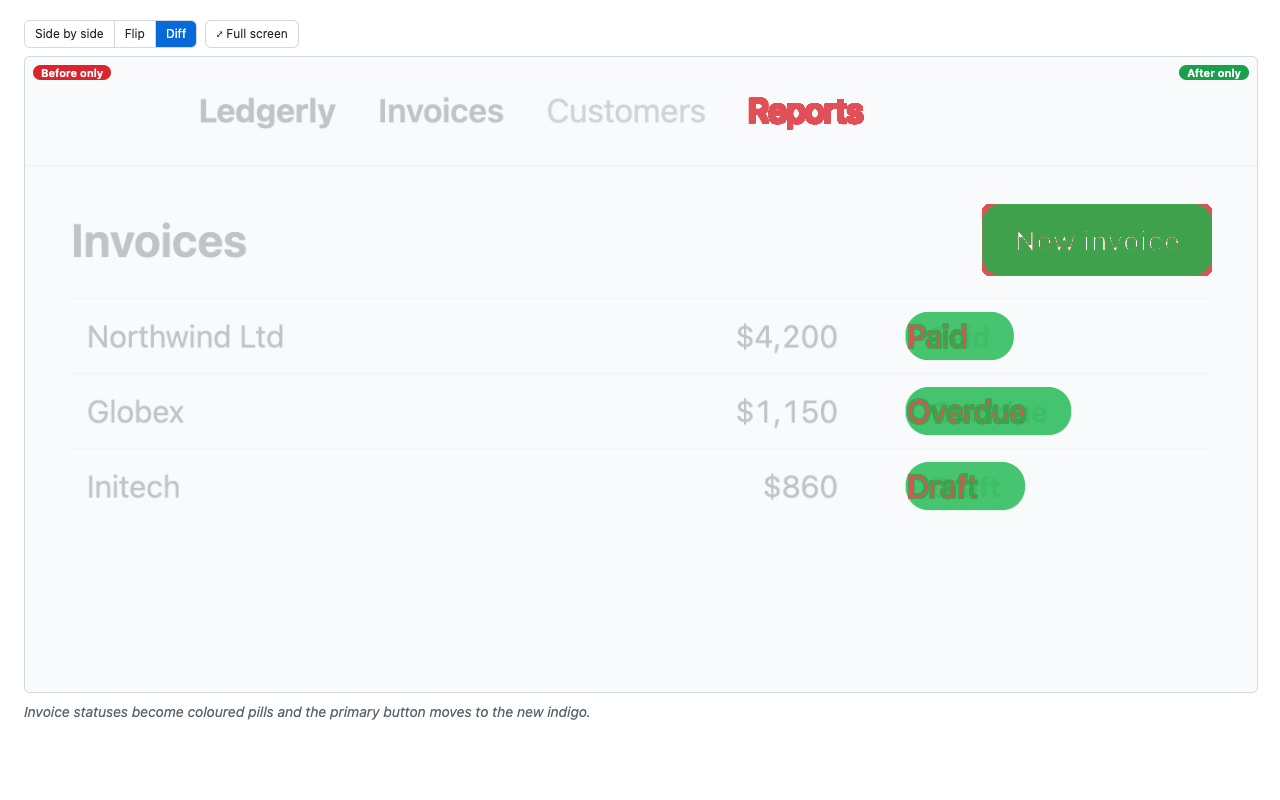 Side by side Flip Diff Full screen
Before only After only
Ledgerly Invoices Customers Reports
Invoices New invoice
Northwind Ltd $4,200 Paid
Globex $1,150 Overdue
Initech $860 Draft
Invoice statuses become coloured pills and the primary button moves to the new indigo.